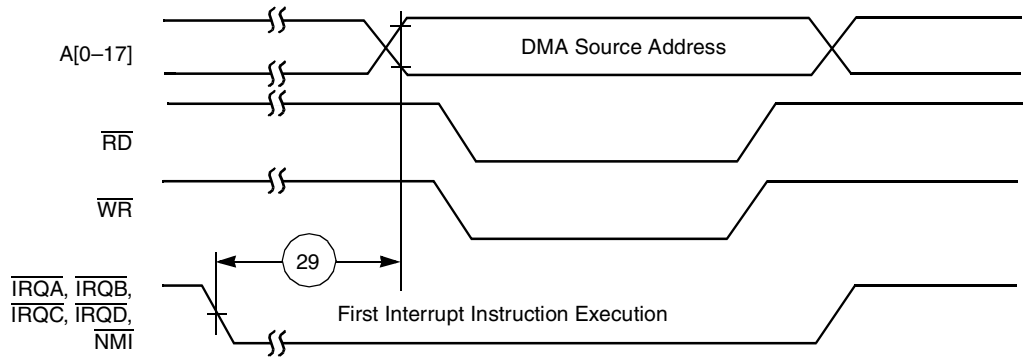 A[0–17]
DMA Source Address
RD
WR
29
IRQA, IRQB,
IRQC, IRQD,
NMI
First Interrupt Instruction Execution